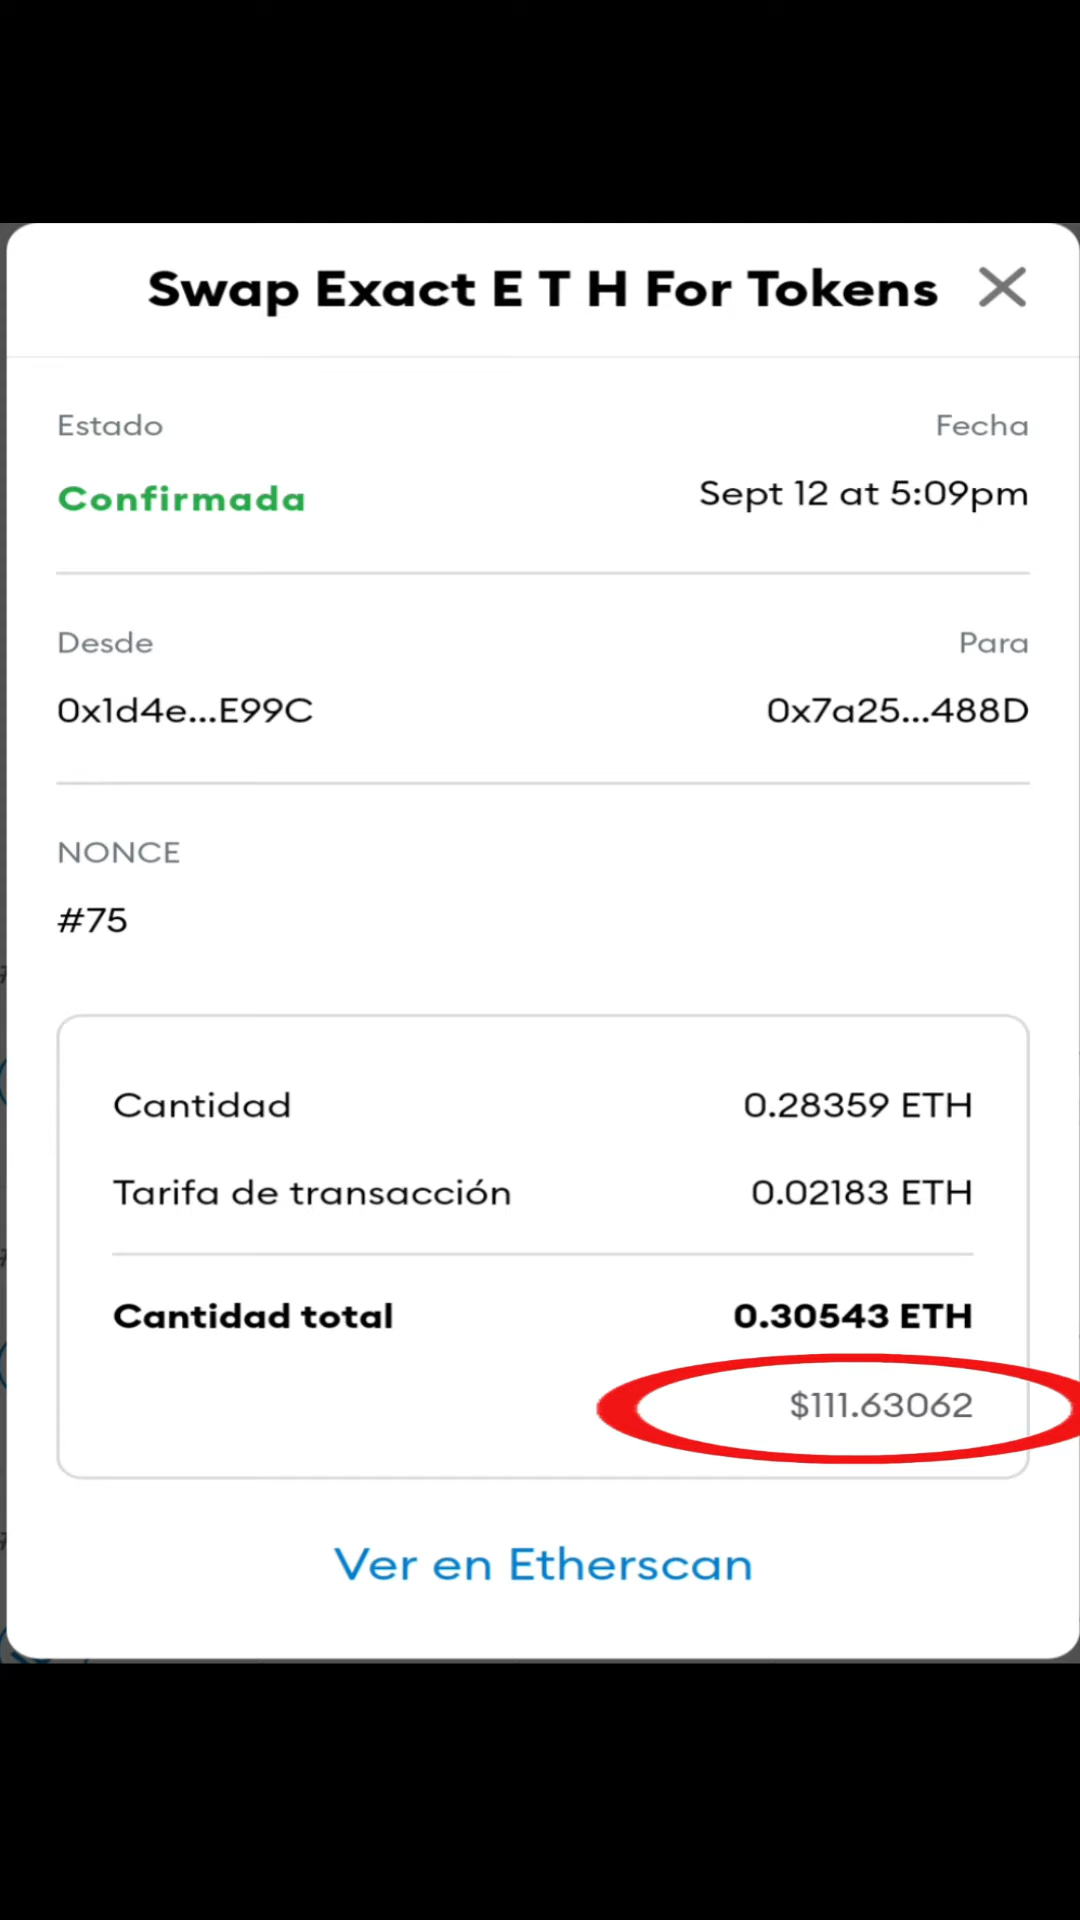 Swap Exact E T H For Tokens
Estado Fecha
Confirmada Sept 12 at 5:09pm
Desde Para
0x1d4e...E99C 0x7a25...488D
NONCE
#75
Cantidad 0.28359 ETH
Tarifa de transacción 0.02183 ETH
Cantidad total 0.30543 ETH
$111.63062
Ver en Etherscan